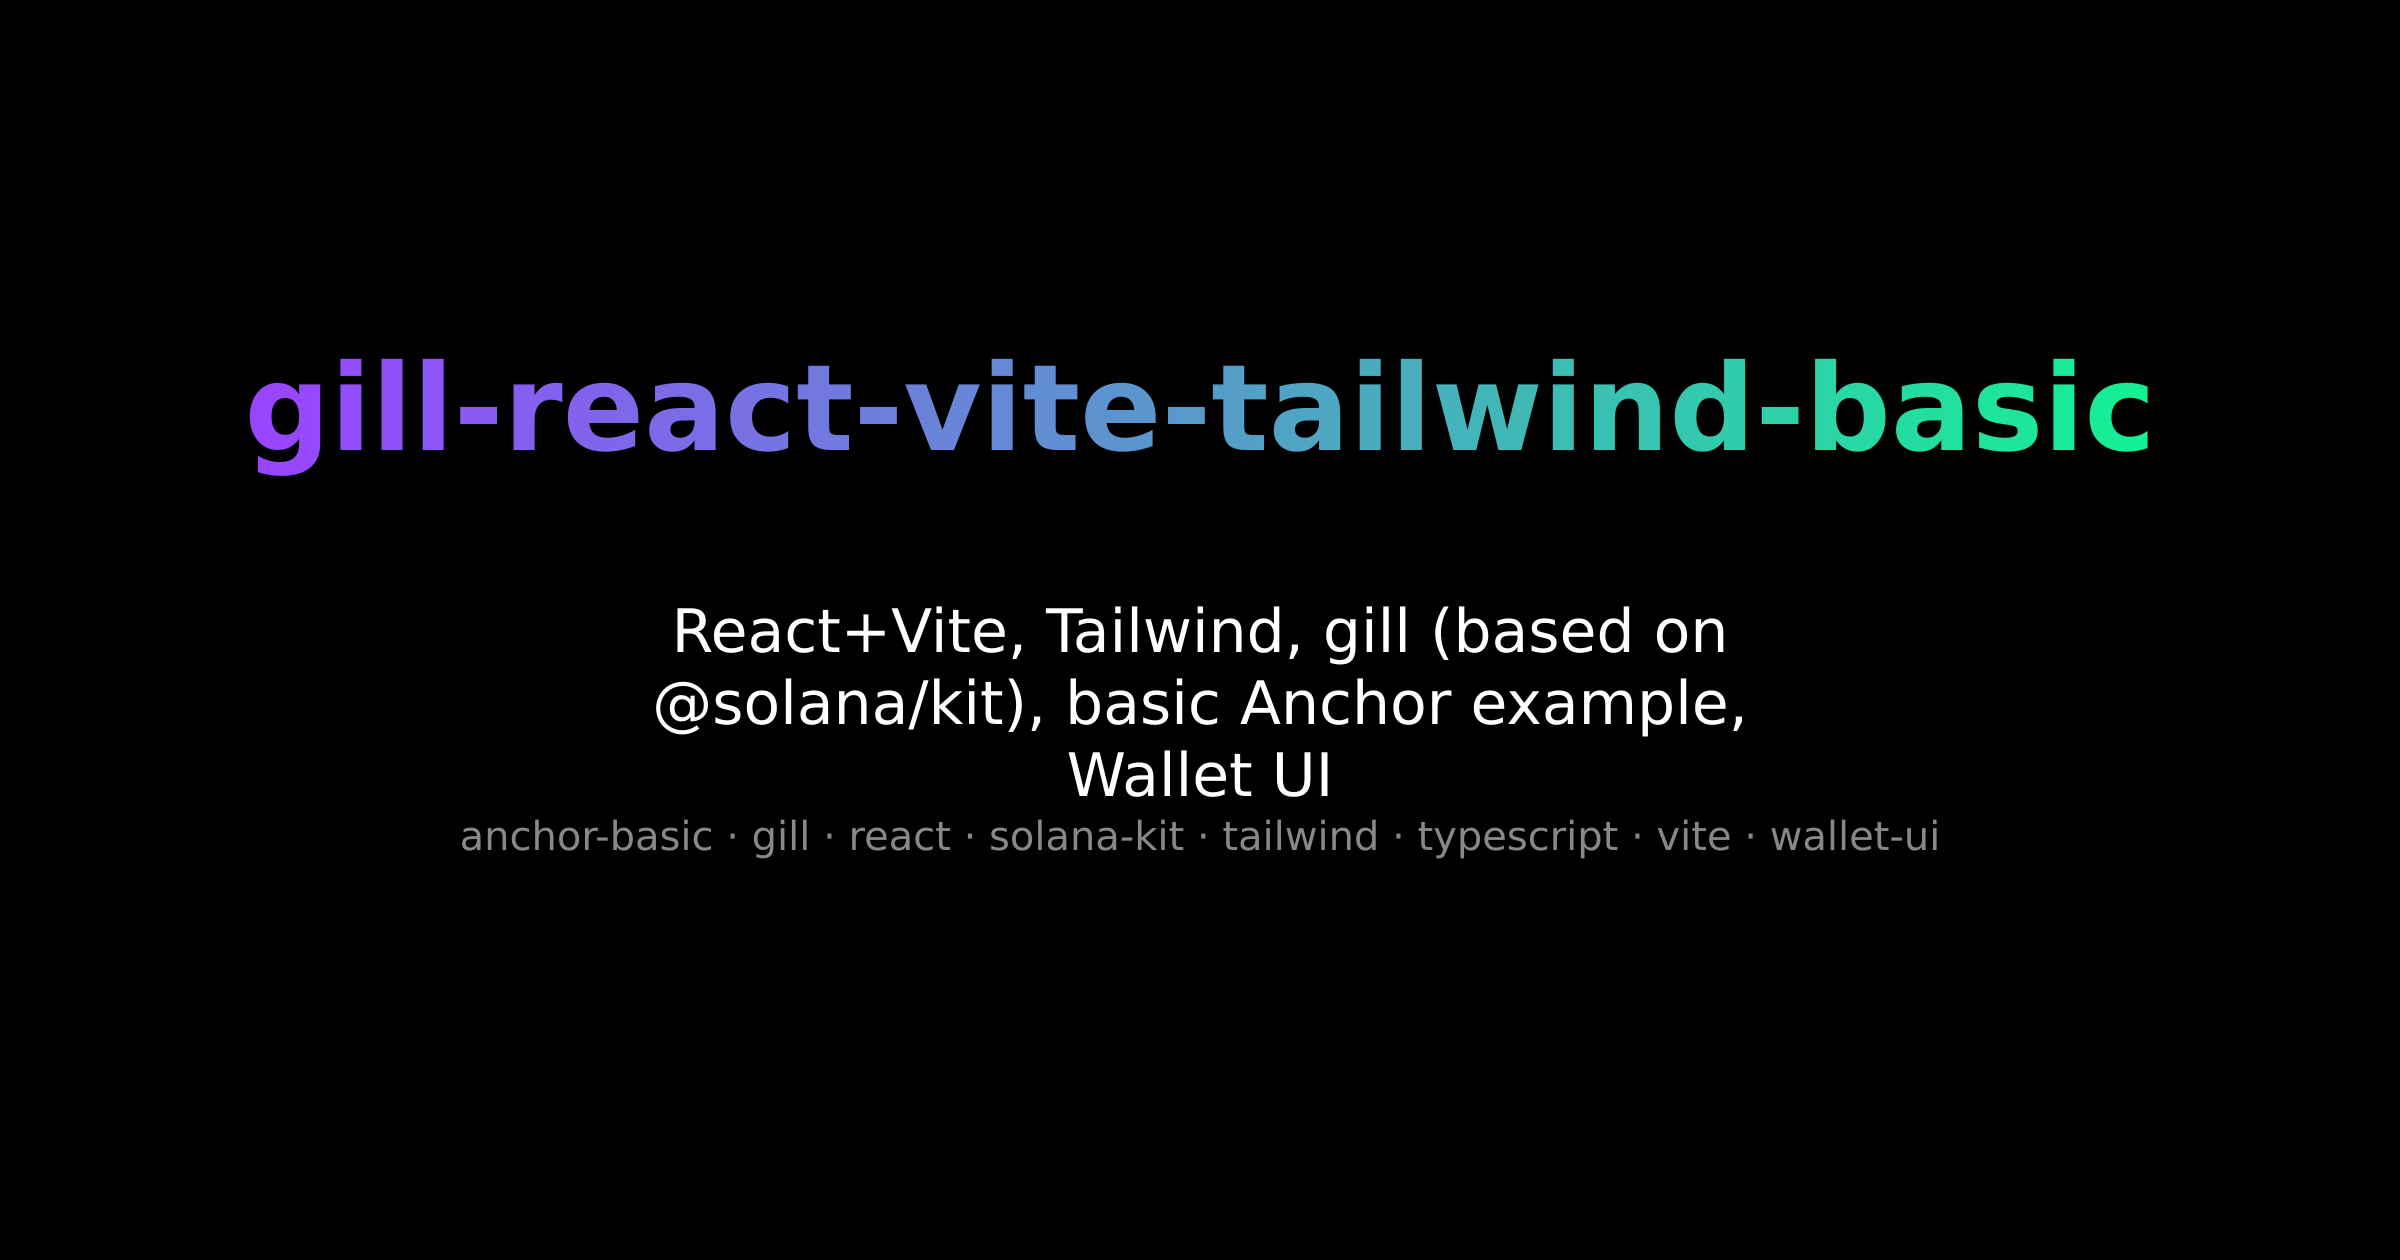 gill-react-vite-tailwind-basic
React+Vite, Tailwind, gill (based on
@solana/kit), basic Anchor example,
Wallet UI
anchor-basic · gill · react · solana-kit · tailwind · typescript · vite · wallet-ui